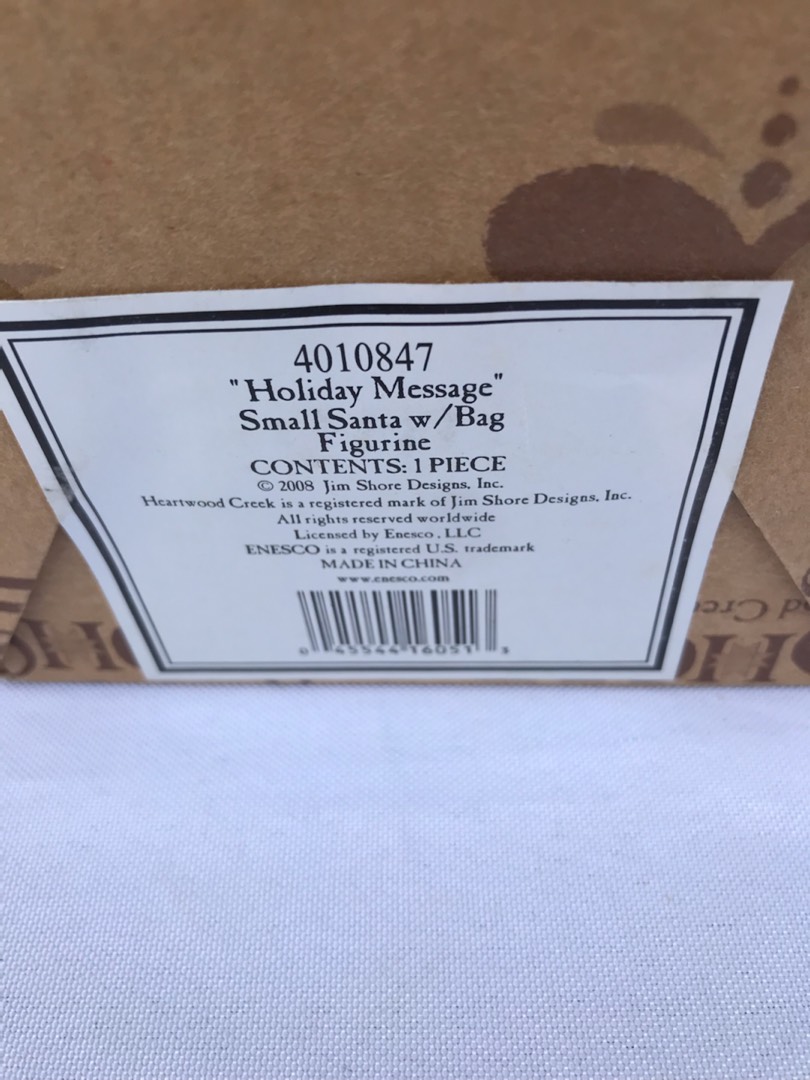 4010847
"Holiday Message"
Small Santa w/Bag
Figurine
CONTENTS: 1 PIECE
© 2008 Jim Shore Designs, Inc.
Heartwood Creek is a registered mark of Jim Shore Designs, Inc.
All rights reserved worldwide
Licensed by Enesco, LLC
ENESCO is a registered U.S. trademark
MADE IN CHINA
www.enesco.com
0 45544 16051 3